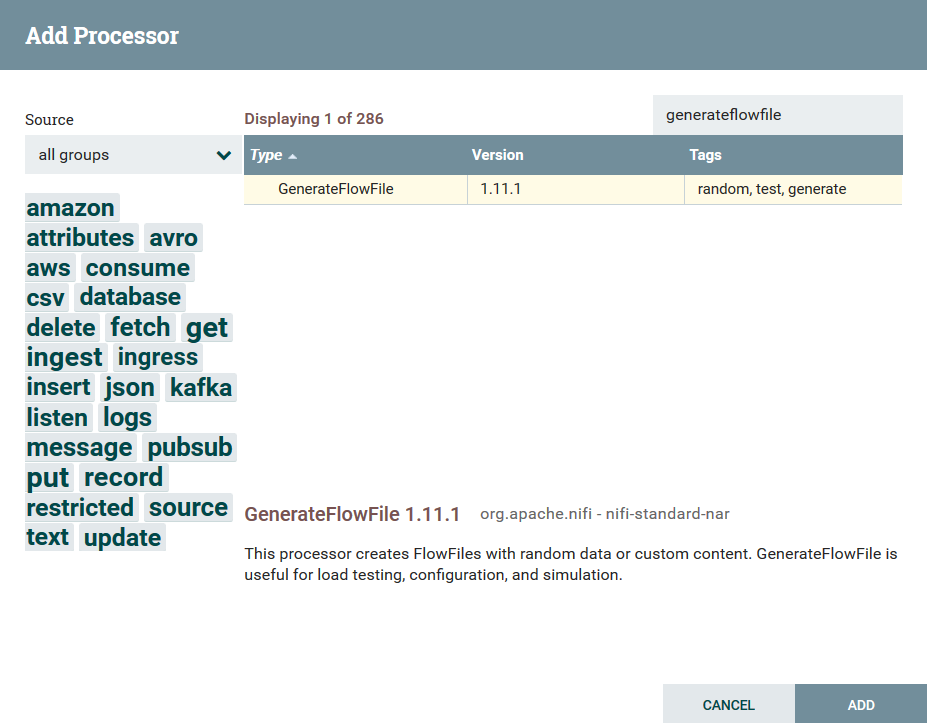 Add Processor
Source
Displaying 1 of 286
generateflowfile
all groups
Type Version Tags
GenerateFlowFile 1.11.1 random, test, generate
amazon
attributes avro
aws consume
csv database
delete fetch get
ingest ingress
insert json kafka
listen logs
message pubsub
put record
restricted source
text update
GenerateFlowFile 1.11.1 org.apache.nifi - nifi-standard-nar
This processor creates FlowFiles with random data or custom content. GenerateFlowFile is
useful for load testing, configuration, and simulation.
CANCEL ADD